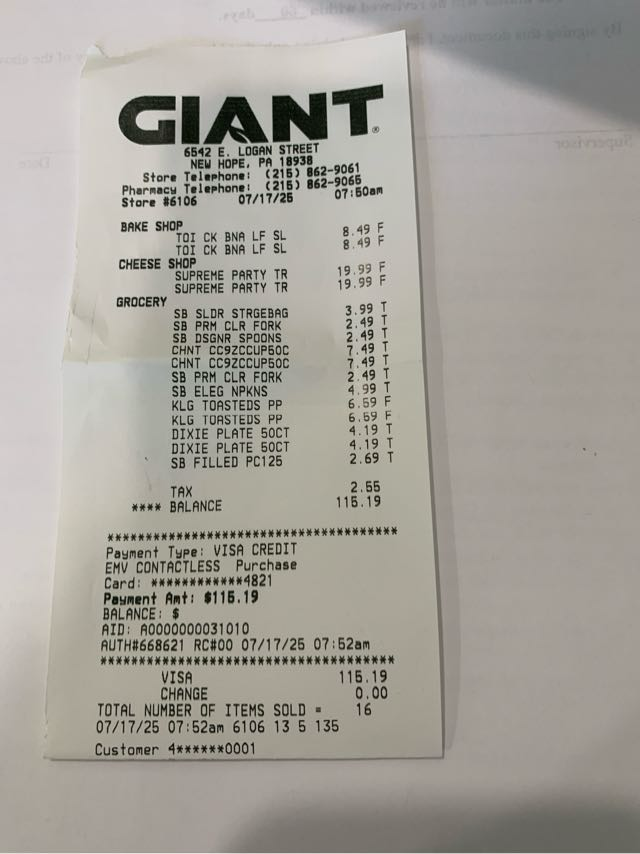 GIANT®
6542 E. LOGAN STREET
NEW HOPE, PA 18938
Store Telephone: (215) 862-9061
Pharmacy Telephone: (215) 862-9065
Store #6106 07/17/25 07:50am
BAKE SHOP
TOI CK BNA LF SL 8.49 F
TOI CK BNA LF SL 8.49 F
CHEESE SHOP
SUPREME PARTY TR 19.99 F
SUPREME PARTY TR 19.99 F
GROCERY
SB SLDR STRGEBAG 3.99 T
SB PRM CLR FORK 2.49 T
SB DSGNR SPOONS 2.49 T
CHNT CC9ZCCUP50C 7.49 T
CHNT CC9ZCCUP50C 7.49 T
SB PRM CLR FORK 2.49 T
SB ELEG NPKNS 4.99 T
KLG TOASTEDS PP 6.59 F
KLG TOASTEDS PP 6.59 F
DIXIE PLATE 50CT 4.19 T
DIXIE PLATE 50CT 4.19 T
SB FILLED PC125 2.69 T
TAX 2.55
**** BALANCE 115.19
**************************************
Payment Type: VISA CREDIT
EMV CONTACTLESS Purchase
Card: ************4821
Payment Amt: $115.19
BALANCE: $
AID: A0000000031010
AUTH#668621 RC#00 07/17/25 07:52am
**************************************
VISA 115.19
CHANGE 0.00
TOTAL NUMBER OF ITEMS SOLD = 16
07/17/25 07:52am 6106 13 5 135
Customer 4******0001